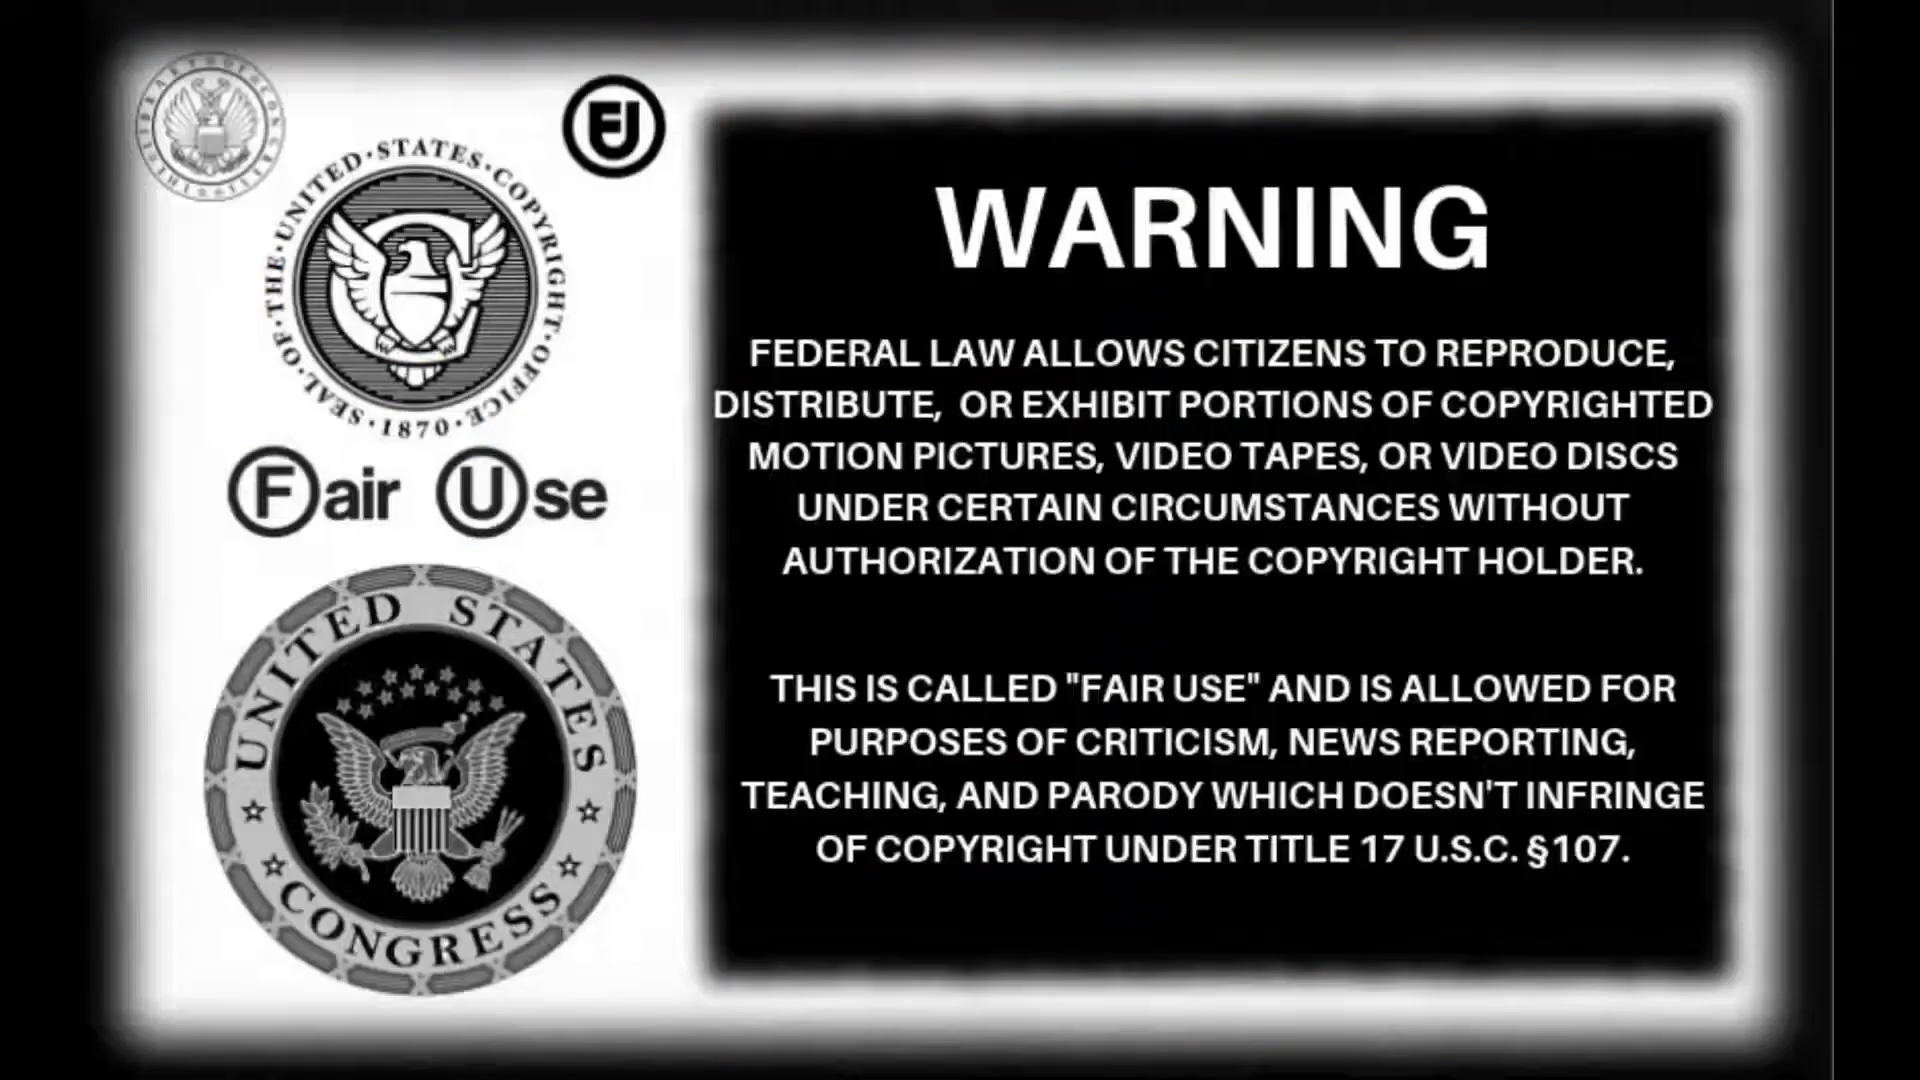 THE·UNITED·STATES·COPYRIGHT·OFFICE·
SEAL·OF·
·1870·
Fair Use
UNITED STATES
CONGRESS
WARNING
FEDERAL LAW ALLOWS CITIZENS TO REPRODUCE,
DISTRIBUTE, OR EXHIBIT PORTIONS OF COPYRIGHTED
MOTION PICTURES, VIDEO TAPES, OR VIDEO DISCS
UNDER CERTAIN CIRCUMSTANCES WITHOUT
AUTHORIZATION OF THE COPYRIGHT HOLDER.
THIS IS CALLED "FAIR USE" AND IS ALLOWED FOR
PURPOSES OF CRITICISM, NEWS REPORTING,
TEACHING, AND PARODY WHICH DOESN'T INFRINGE
OF COPYRIGHT UNDER TITLE 17 U.S.C. §107.